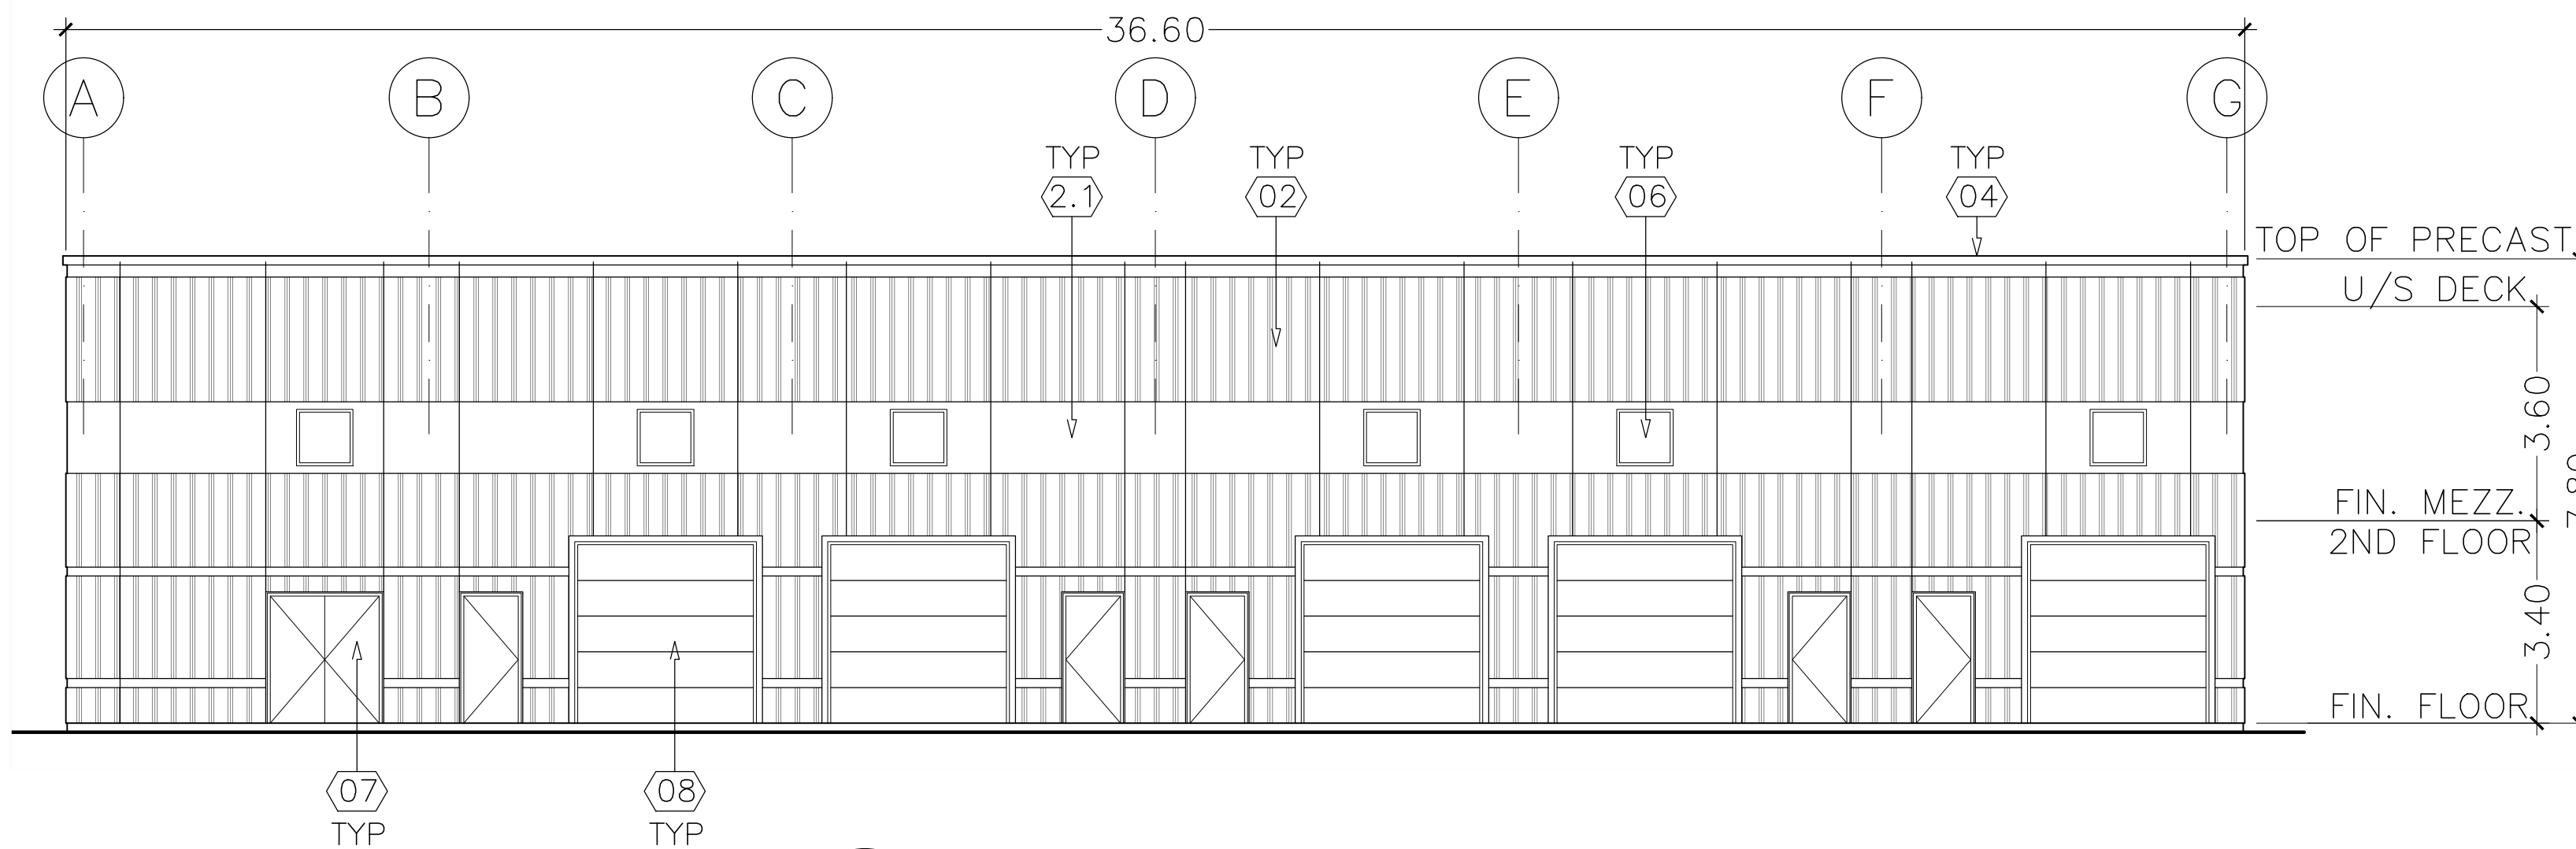 36.60
A B C D E F G
TYP TYP TYP TYP
2.1 02 06 04
TOP OF PRECAST
U/S DECK
3.60
FIN. MEZZ.
2ND FLOOR
3.40
FIN. FLOOR
07 08
TYP TYP